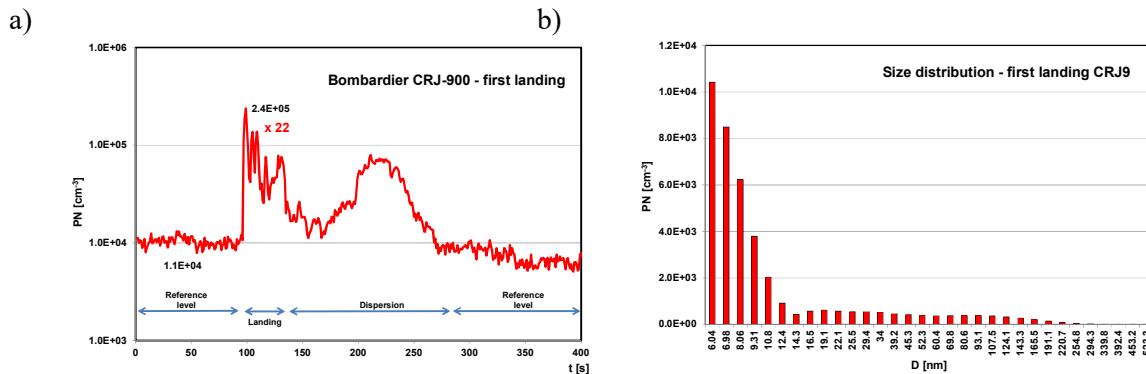 a)
b)
1.0E+06
1.0E+05
1.0E+04
1.0E+03
PN [cm-3]
Bombardier CRJ-900 - first landing
2.4E+05
x 22
1.1E+04
Reference level
Landing
Dispersion
Reference level
0 50 100 150 200 250 300 350 400
t [s]
1.2E+04
1.0E+04
8.0E+03
6.0E+03
4.0E+03
2.0E+03
0.0E+00
PN [cm-3]
Size distribution - first landing CRJ9
6.04 6.98 8.06 9.31 10.8 12.4 14.3 16.5 19.1 22.1 25.5 29.4 34 39.2 45.3 52.3 60.4 69.8 80.6 93.1 107.5 124.1 143.3 165.5 191.1 220.7 254.8 294.3 339.8 392.4 453.2
D [nm]